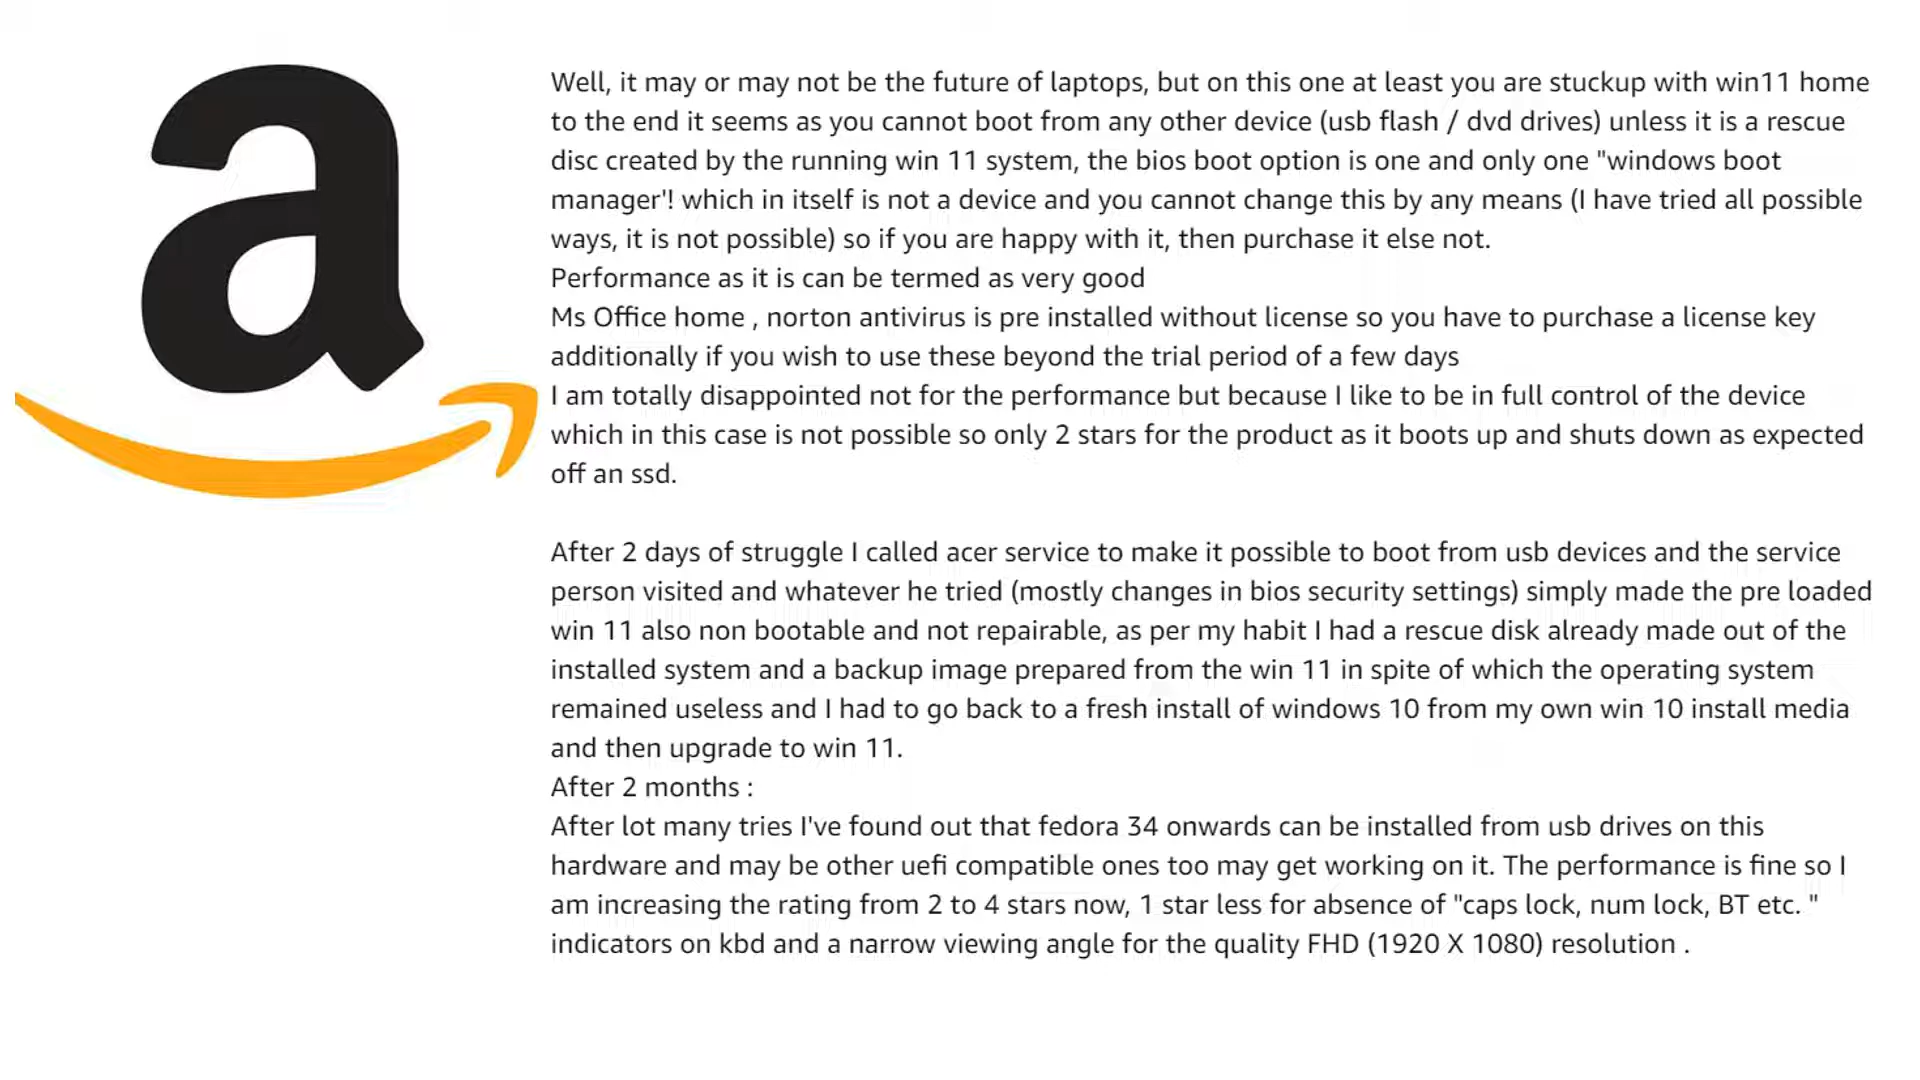 a
Well, it may or may not be the future of laptops, but on this one at least you are stuckup with win11 home
to the end it seems as you cannot boot from any other device (usb flash / dvd drives) unless it is a rescue
disc created by the running win 11 system, the bios boot option is one and only one "windows boot
manager'! which in itself is not a device and you cannot change this by any means (I have tried all possible
ways, it is not possible) so if you are happy with it, then purchase it else not.
Performance as it is can be termed as very good
Ms Office home , norton antivirus is pre installed without license so you have to purchase a license key
additionally if you wish to use these beyond the trial period of a few days
I am totally disappointed not for the performance but because I like to be in full control of the device
which in this case is not possible so only 2 stars for the product as it boots up and shuts down as expected
off an ssd.
After 2 days of struggle I called acer service to make it possible to boot from usb devices and the service
person visited and whatever he tried (mostly changes in bios security settings) simply made the pre loaded
win 11 also non bootable and not repairable, as per my habit I had a rescue disk already made out of the
installed system and a backup image prepared from the win 11 in spite of which the operating system
remained useless and I had to go back to a fresh install of windows 10 from my own win 10 install media
and then upgrade to win 11.
After 2 months :
After lot many tries I've found out that fedora 34 onwards can be installed from usb drives on this
hardware and may be other uefi compatible ones too may get working on it. The performance is fine so I
am increasing the rating from 2 to 4 stars now, 1 star less for absence of "caps lock, num lock, BT etc. "
indicators on kbd and a narrow viewing angle for the quality FHD (1920 X 1080) resolution .